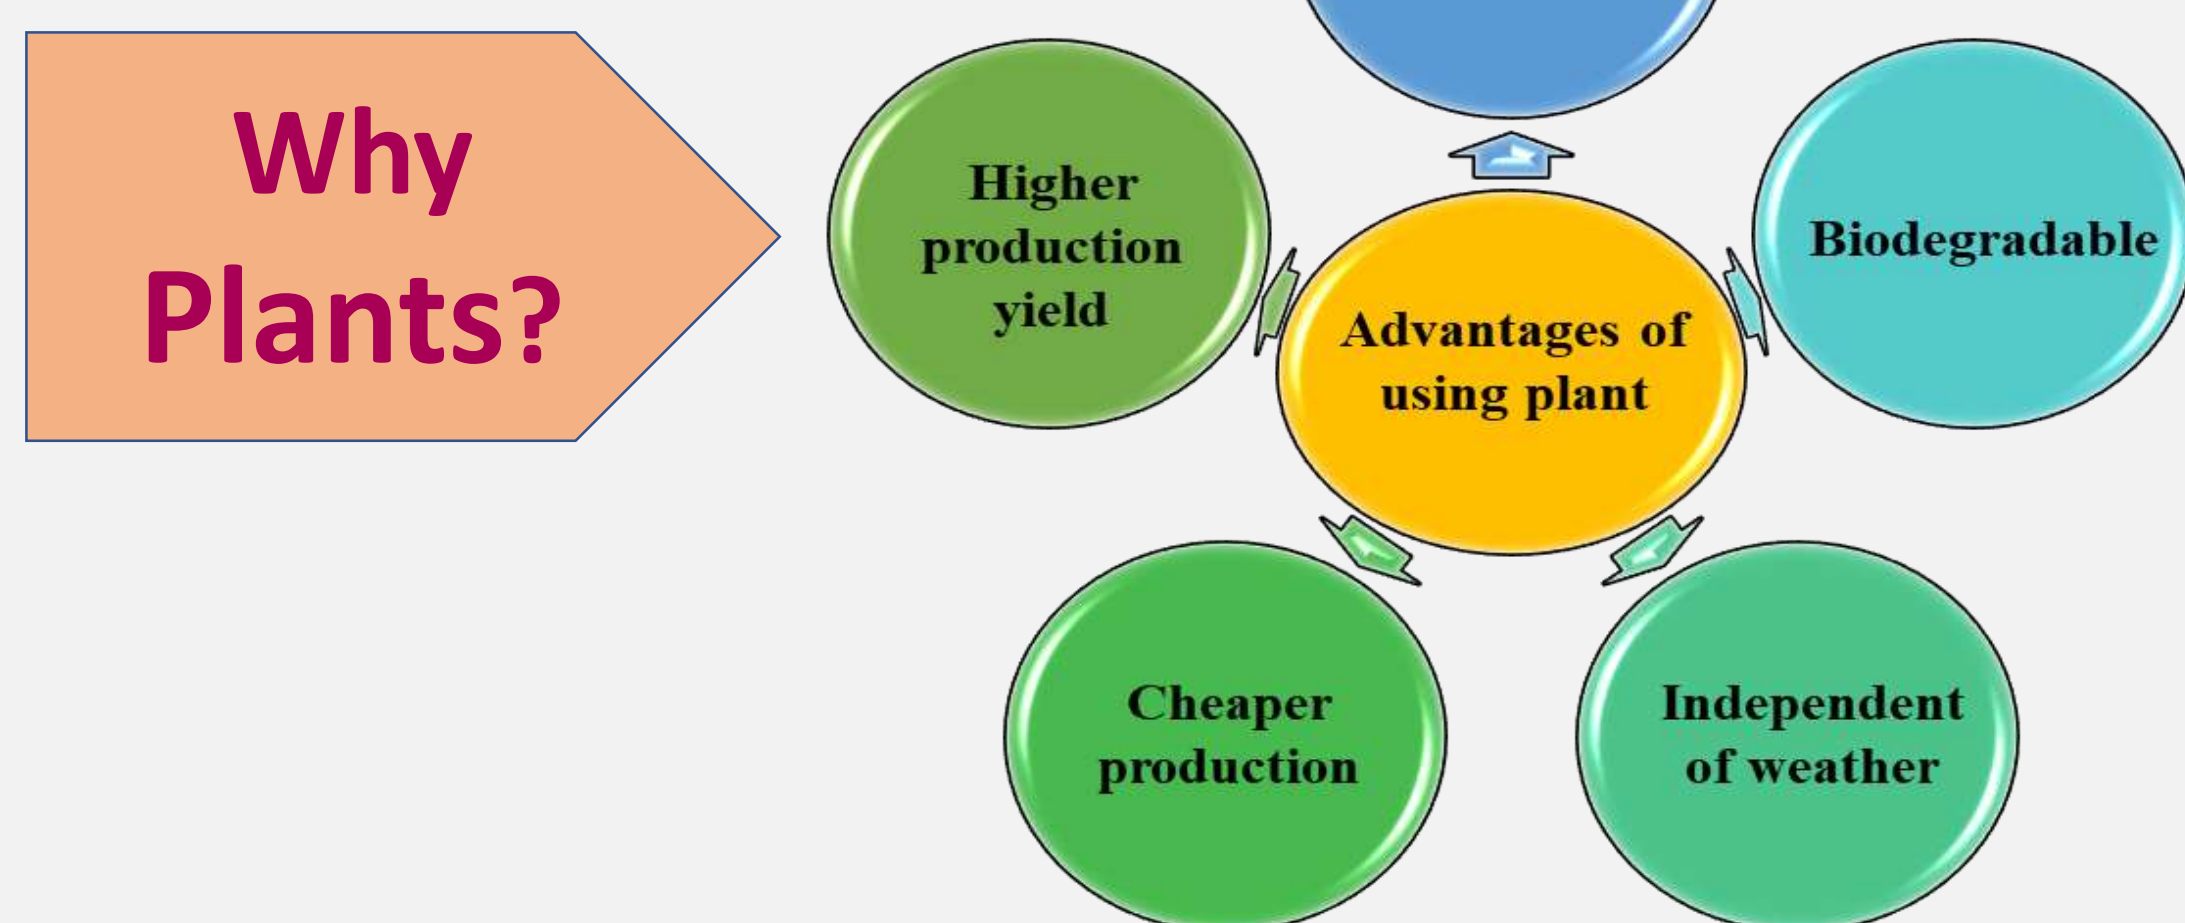 Why
Plants?
Higher
production
yield
Biodegradable
Advantages of
using plant
Cheaper
production
Independent
of weather